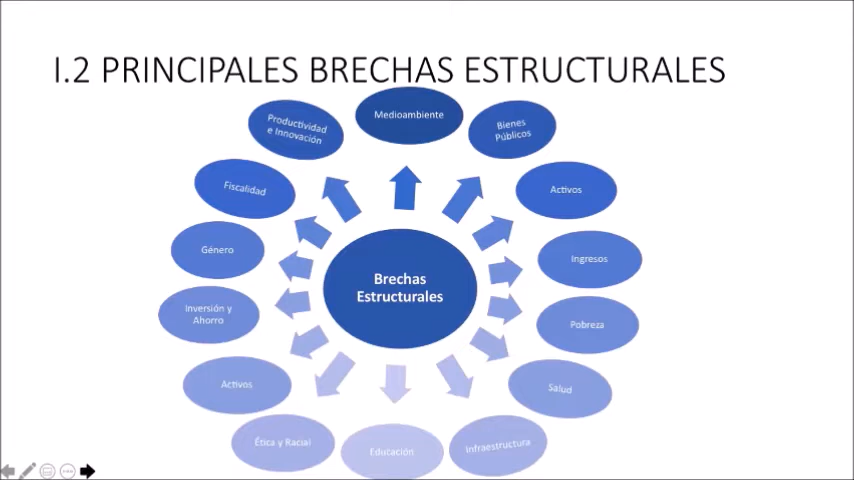 I.2 PRINCIPALES BRECHAS ESTRUCTURALES
Medioambiente
Bienes
Públicos
Activos
Ingresos
Pobreza
Salud
Infraestructura
Educación
Ética y Racial
Activos
Inversión y
Ahorro
Género
Fiscalidad
Productividad
e Innovación
Brechas
Estructurales